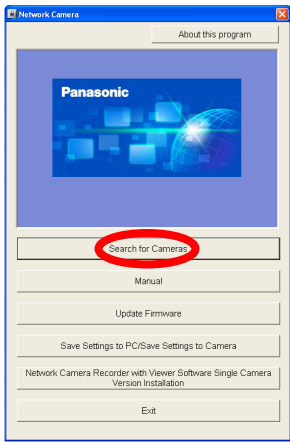 Network Camera
About this program
Panasonic
Search for Cameras
Manual
Update Firmware
Save Settings to PC/Save Settings to Camera
Network Camera Recorder with Viewer Software Single Camera
Version Installation
Exit